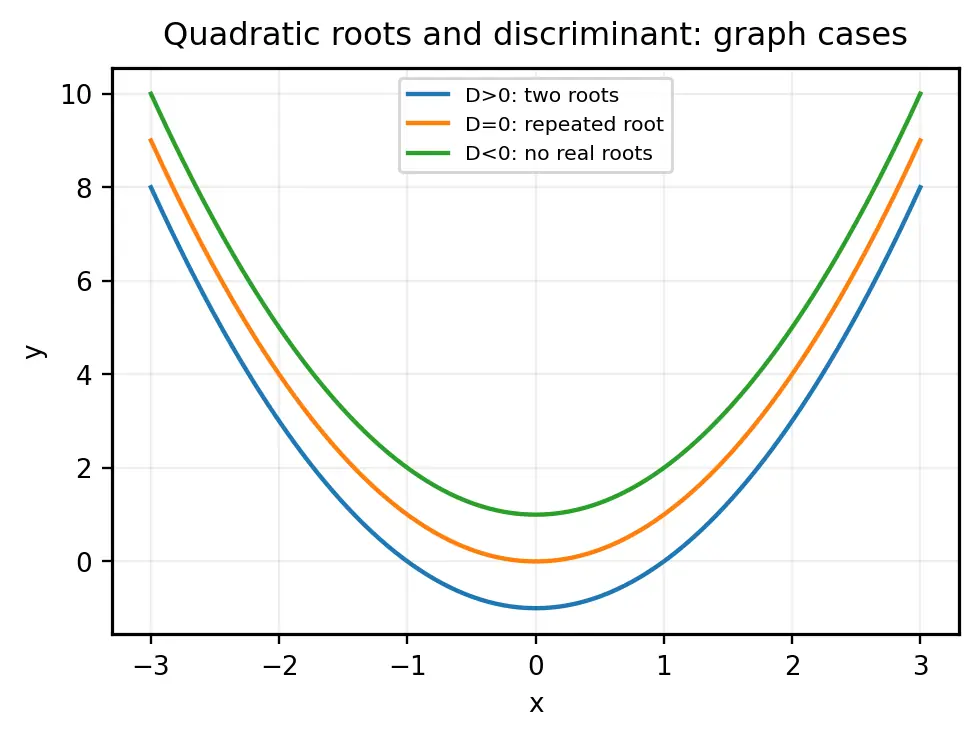 Quadratic roots and discriminant: graph cases
D>0: two roots
D=0: repeated root
D<0: no real roots
10
8
6
4
2
0
y
−3 −2 −1 0 1 2 3
x